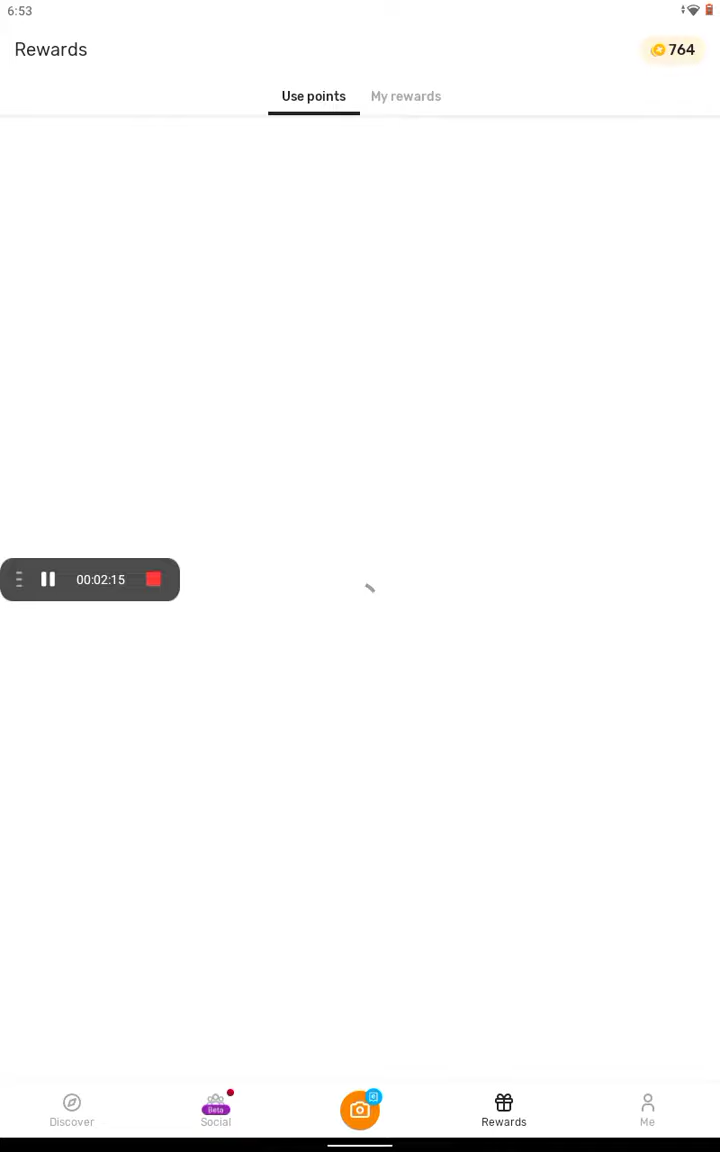 6:53
Rewards
764
Use points
My rewards
00:02:15
Discover
Beta
Social
Rewards
Me